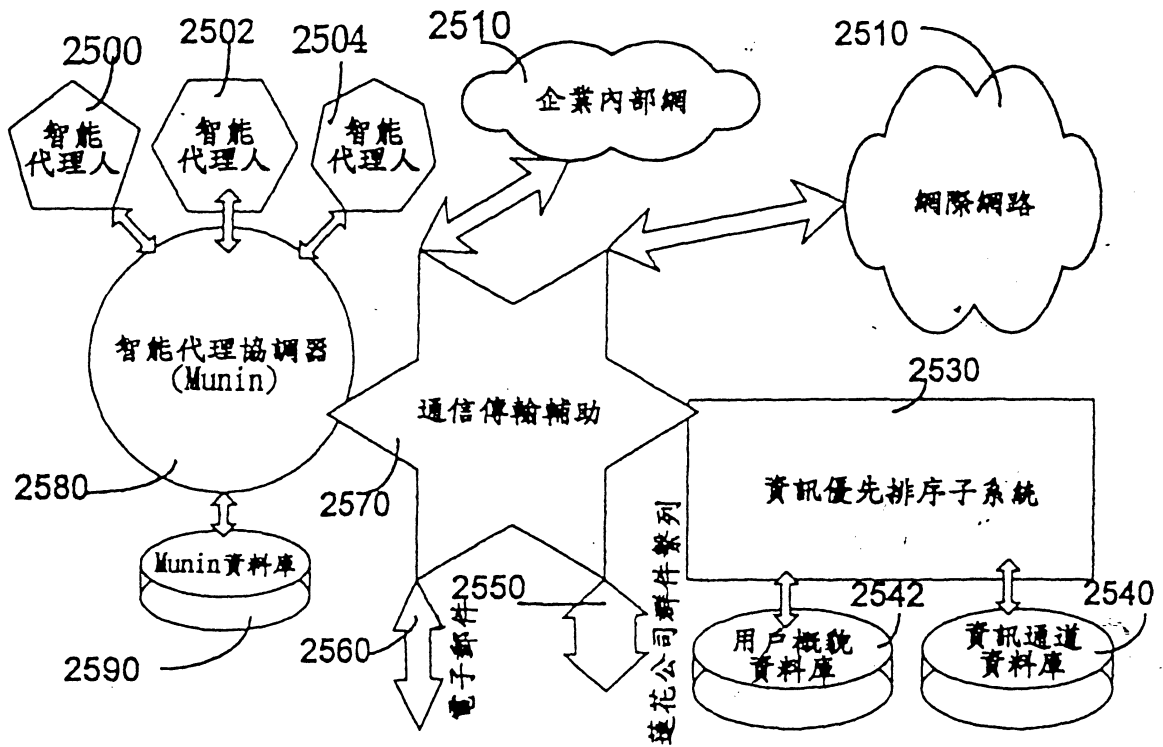 2500
2502
2504
2510
2510
智能
代理人
智能
代理人
智能
代理人
企業內部網
網際網路
智能代理協調器
(Munin)
通信傳輸輔助
2530
2580
2570
資訊優先排序子系統
Munin資料庫
2590
2560
電子郵件
2550
蓮花公司群件系列
2542
用戶概貌
資料庫
2540
資訊通道
資料庫